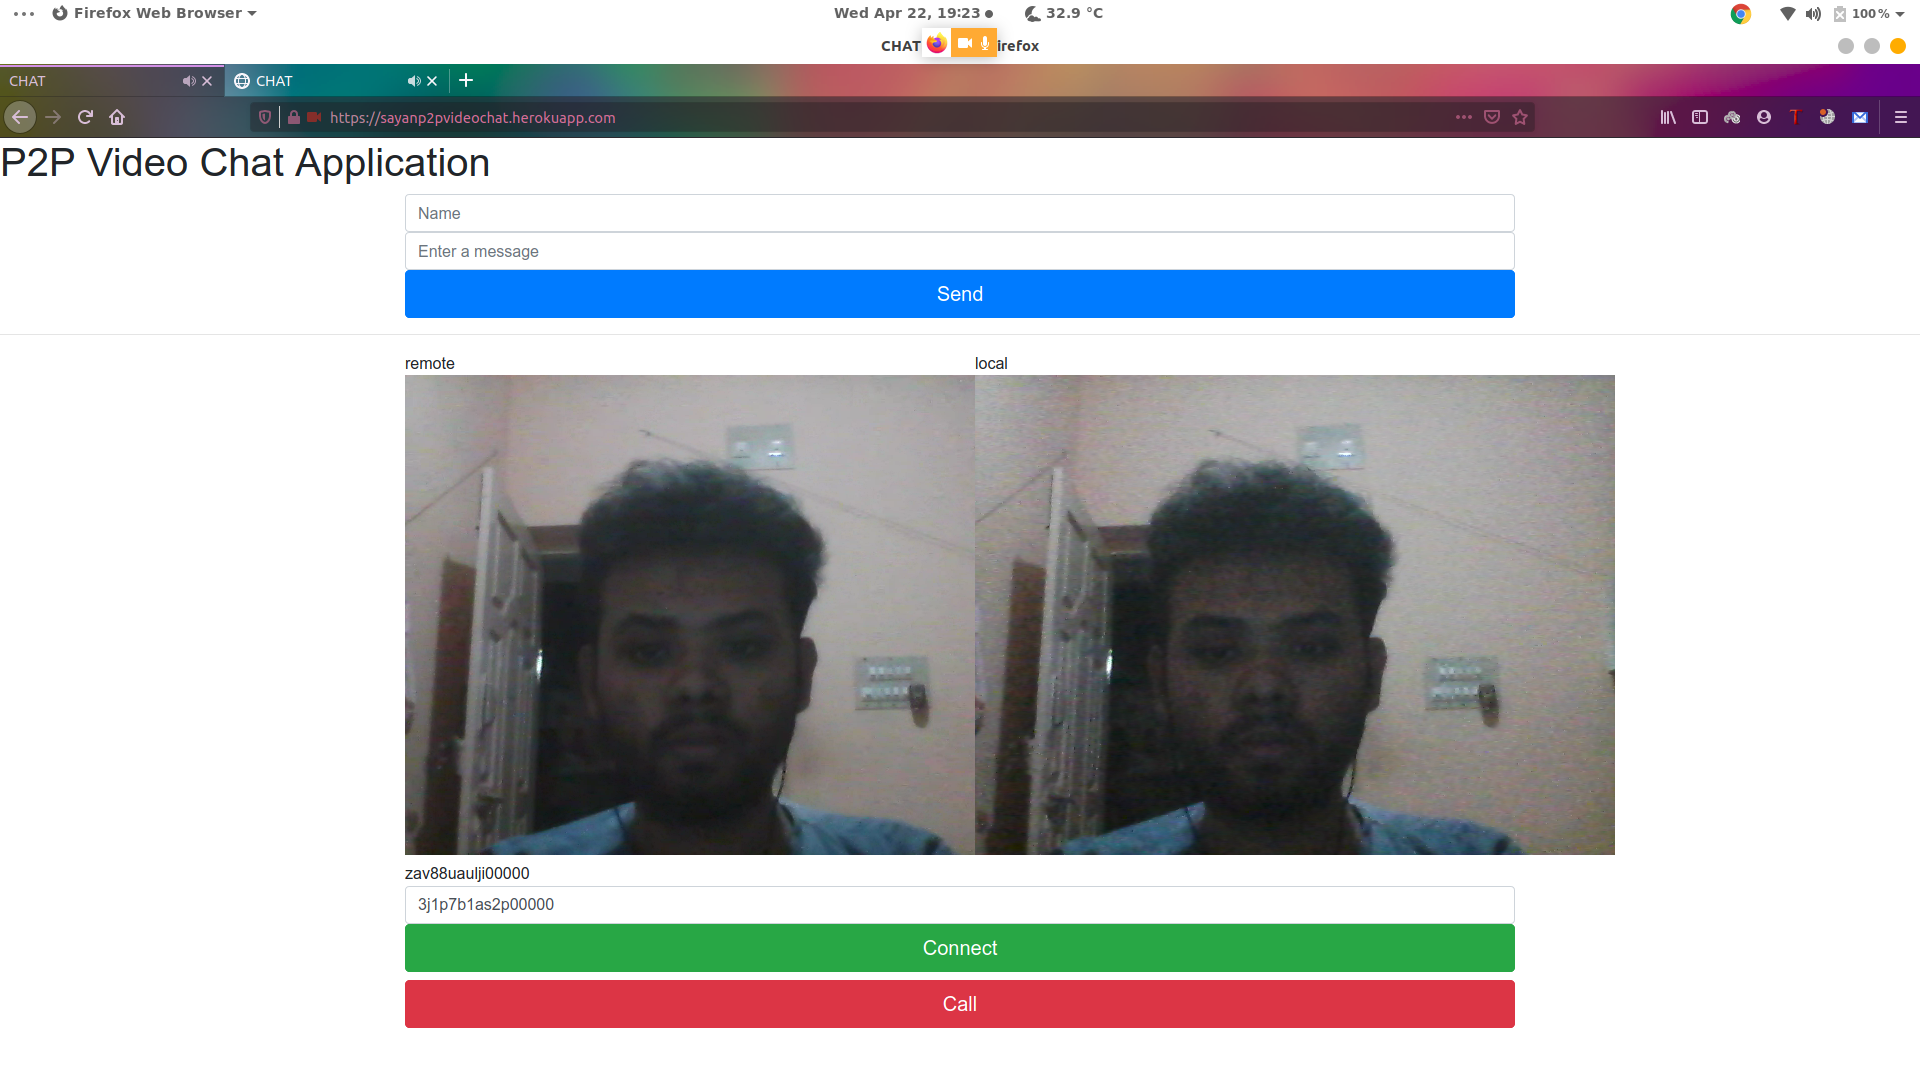 Firefox Web Browser
Wed Apr 22, 19:23
32.9 °C
100 %
CHAT
irefox
CHAT
CHAT
https://sayanp2pvideochat.herokuapp.com
P2P Video Chat Application
Name
Enter a message
Send
remote
local
zav88uaulji00000
3j1p7b1as2p00000
Connect
Call